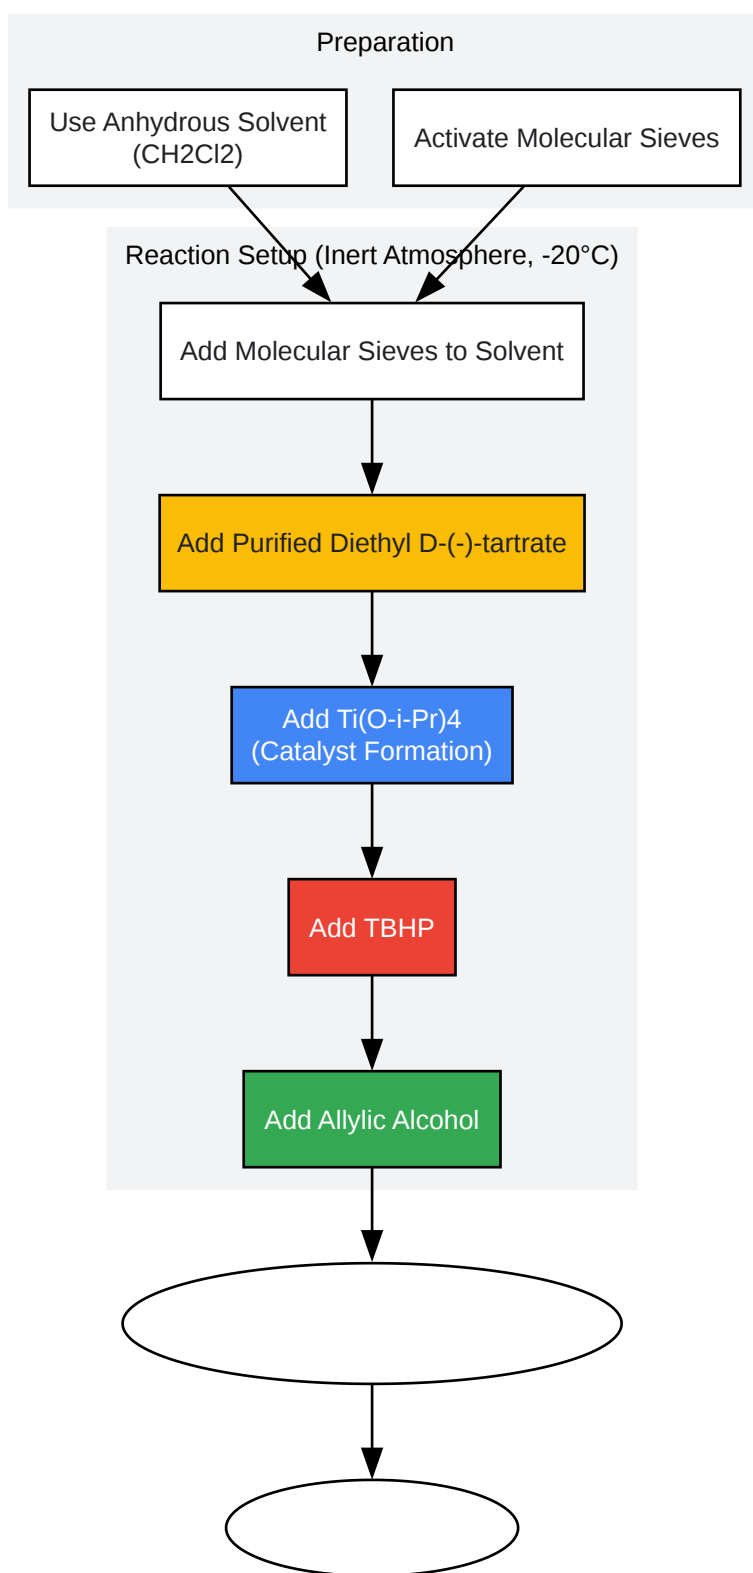 Preparation
Use Anhydrous Solvent
(CH2Cl2)
Activate Molecular Sieves
Reaction Setup (Inert Atmosphere, -20°C)
Add Molecular Sieves to Solvent
Add Purified Diethyl D-(-)-tartrate
Add Ti(O-i-Pr)4
(Catalyst Formation)
Add TBHP
Add Allylic Alcohol